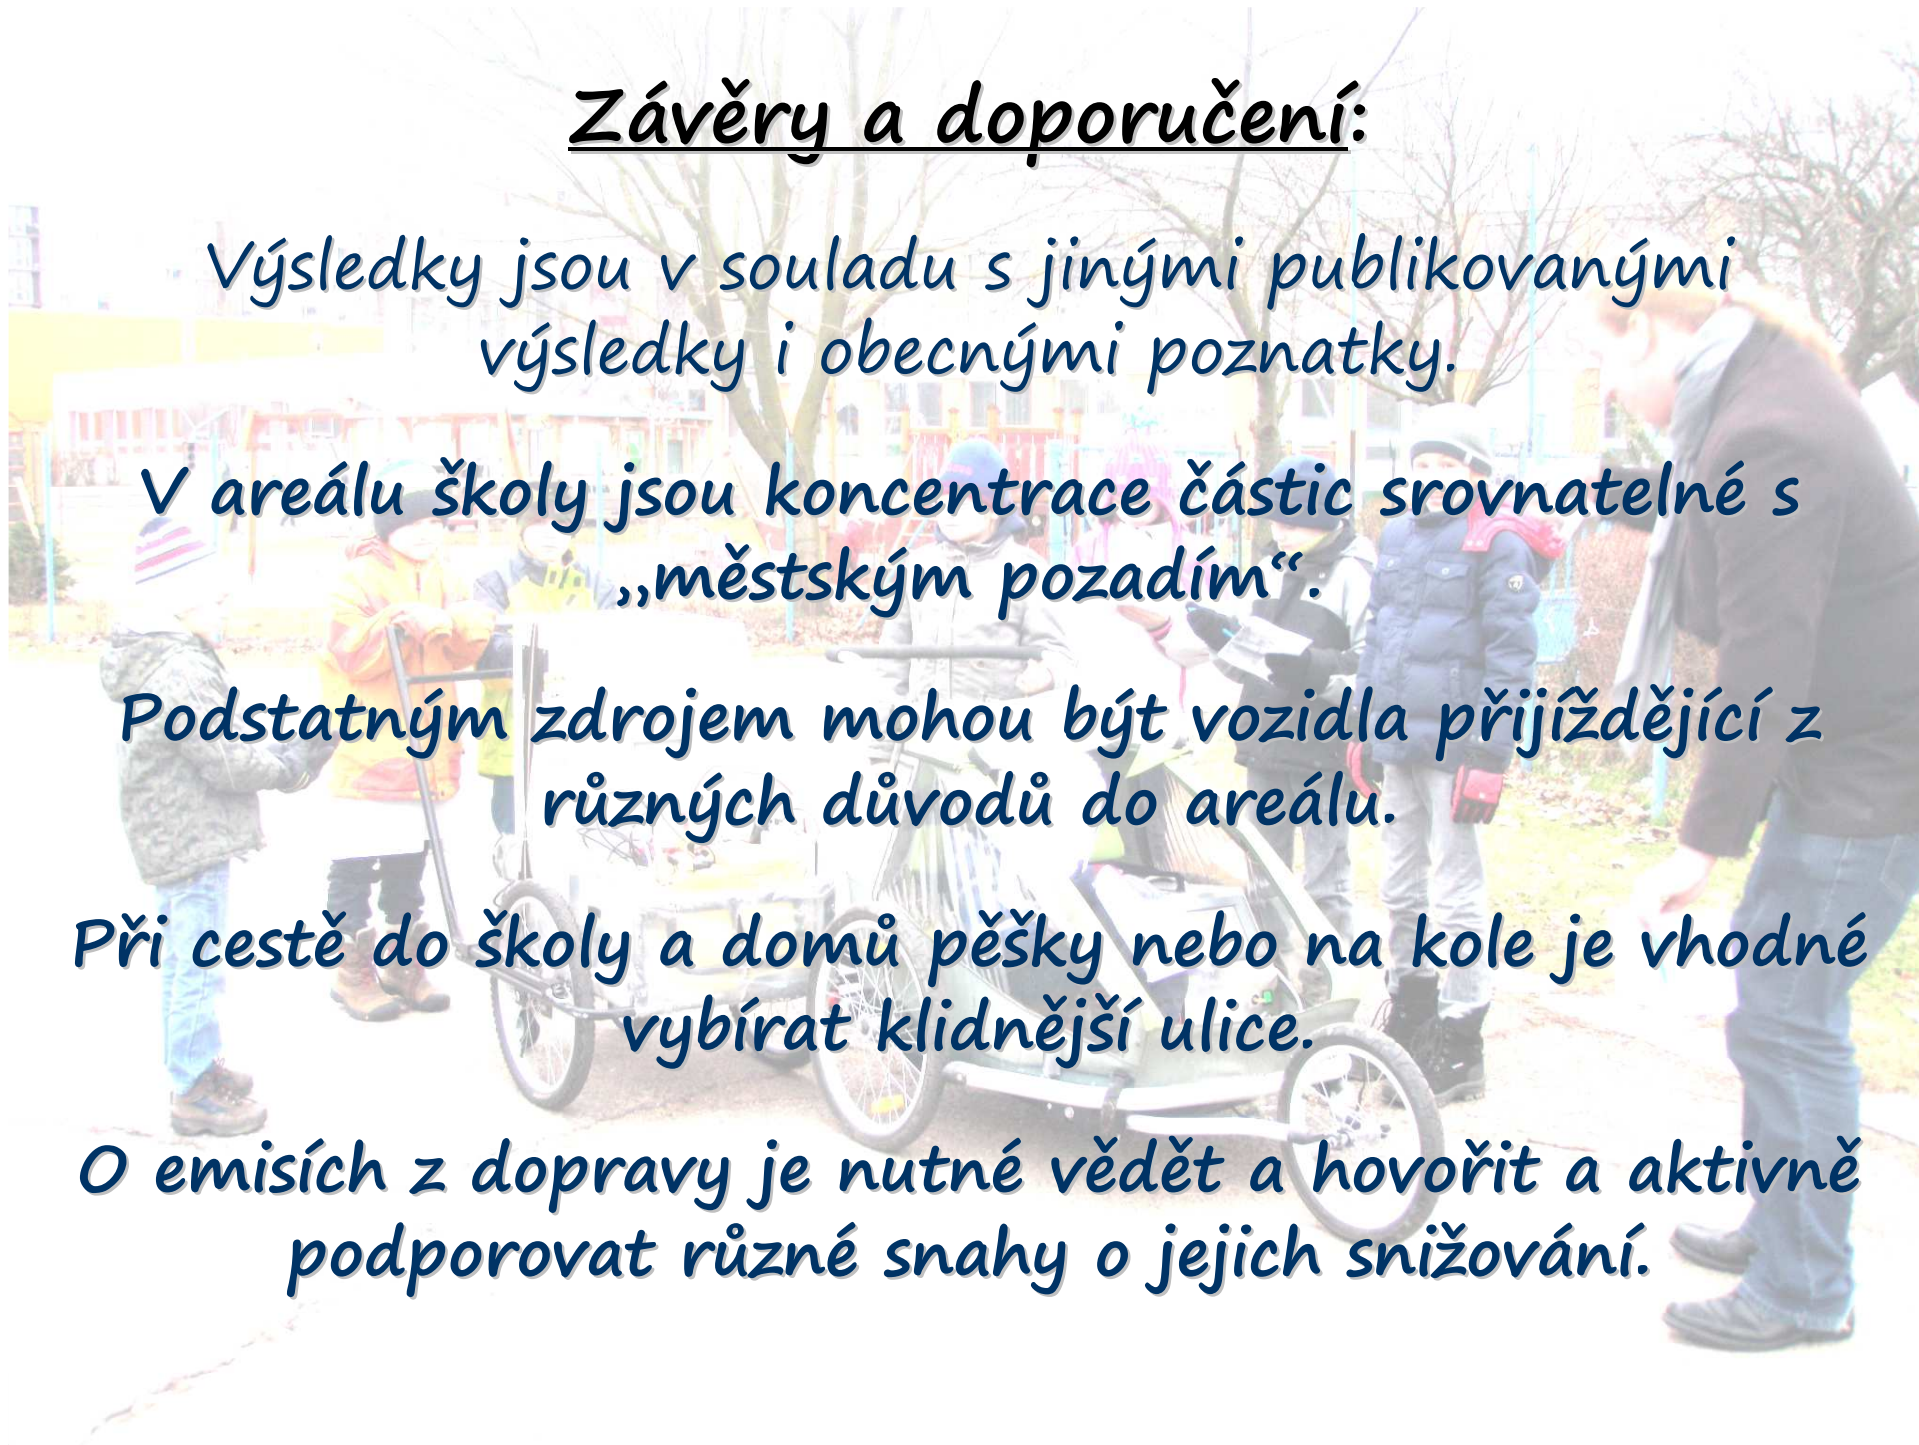 Závěry a doporučení:
Výsledky jsou v souladu s jinými publikovanými
výsledky i obecnými poznatky.
V areálu školy jsou koncentrace částic srovnatelné s
„městským pozadím“.
Podstatným zdrojem mohou být vozidla přijíždějící z
různých důvodů do areálu.
Při cestě do školy a domů pěšky nebo na kole je vhodné
vybírat klidnější ulice.
O emisích z dopravy je nutné vědět a hovořit a aktivně
podporovat různé snahy o jejich snižování.